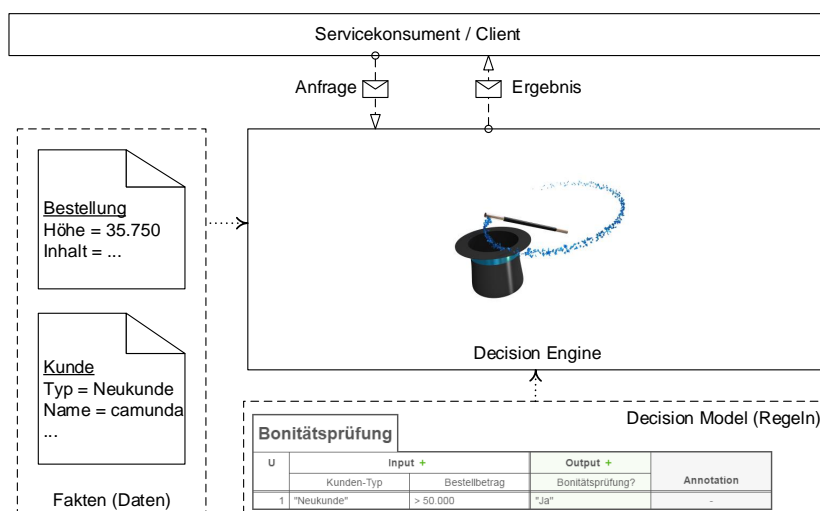 Servicekonsument / Client
Anfrage
Ergebnis
Bestellung
Höhe = 35.750
Inhalt = ...
Kunde
Typ = Neukunde
Name = camunda
...
Fakten (Daten)
Decision Engine
Decision Model (Regeln)
Bonitätsprüfung
U Input + Output + Annotation
Kunden-Typ Bestellbetrag Bonitätsprüfung?
1 "Neukunde" > 50.000 "Ja" -